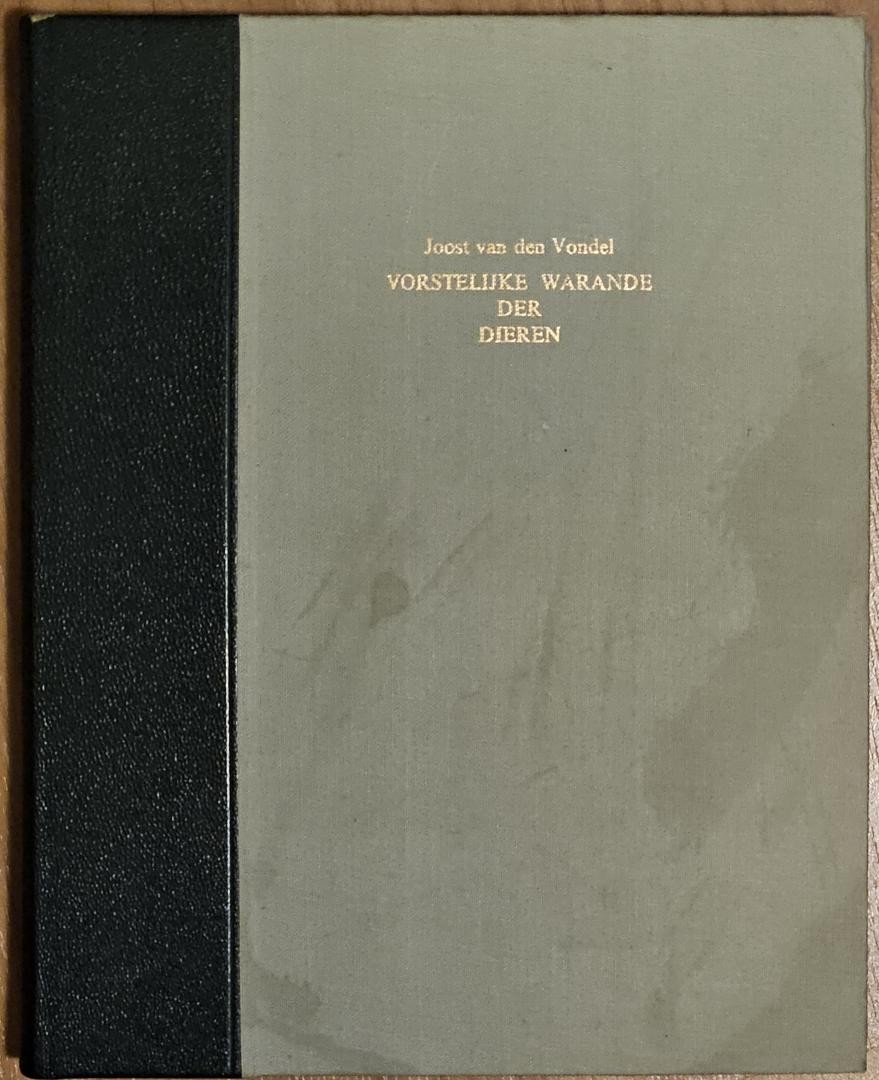 Joost van den Vondel
VORSTELIJKE WARANDE
DER
DIEREN